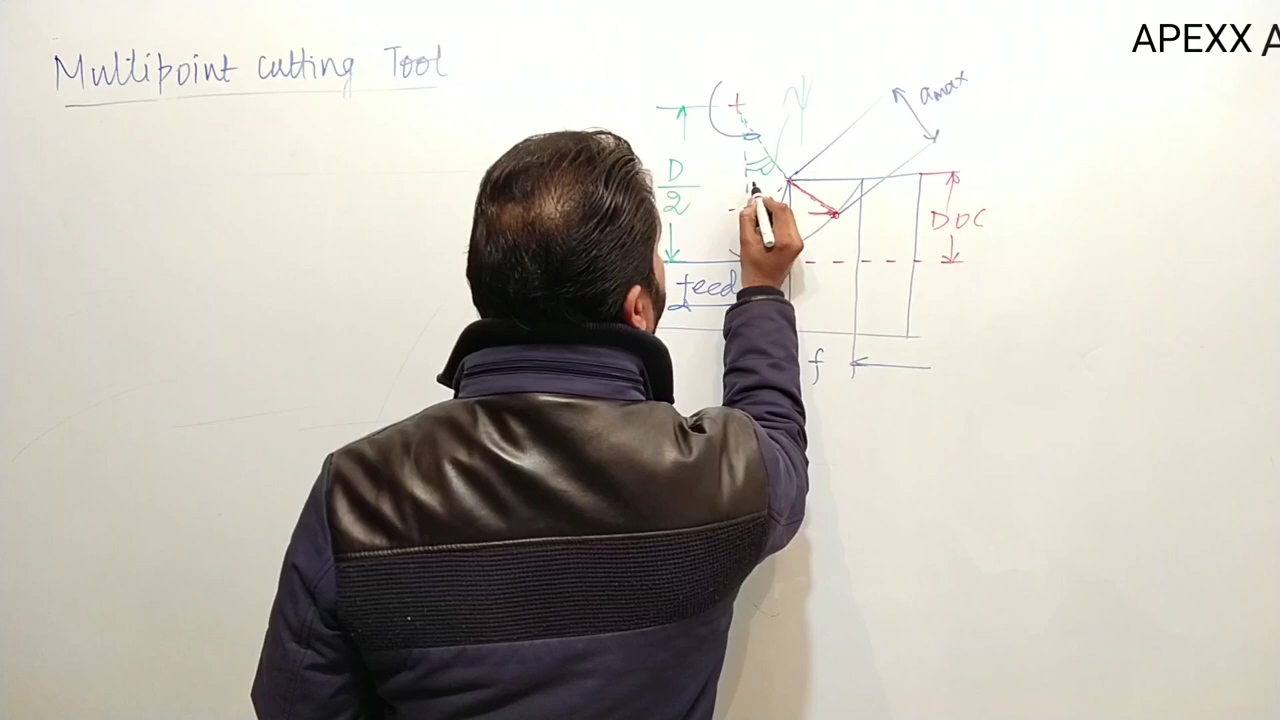 APEXX A
Multipoint cutting Tool
amax
ψ
D
2
DOC
feed
f